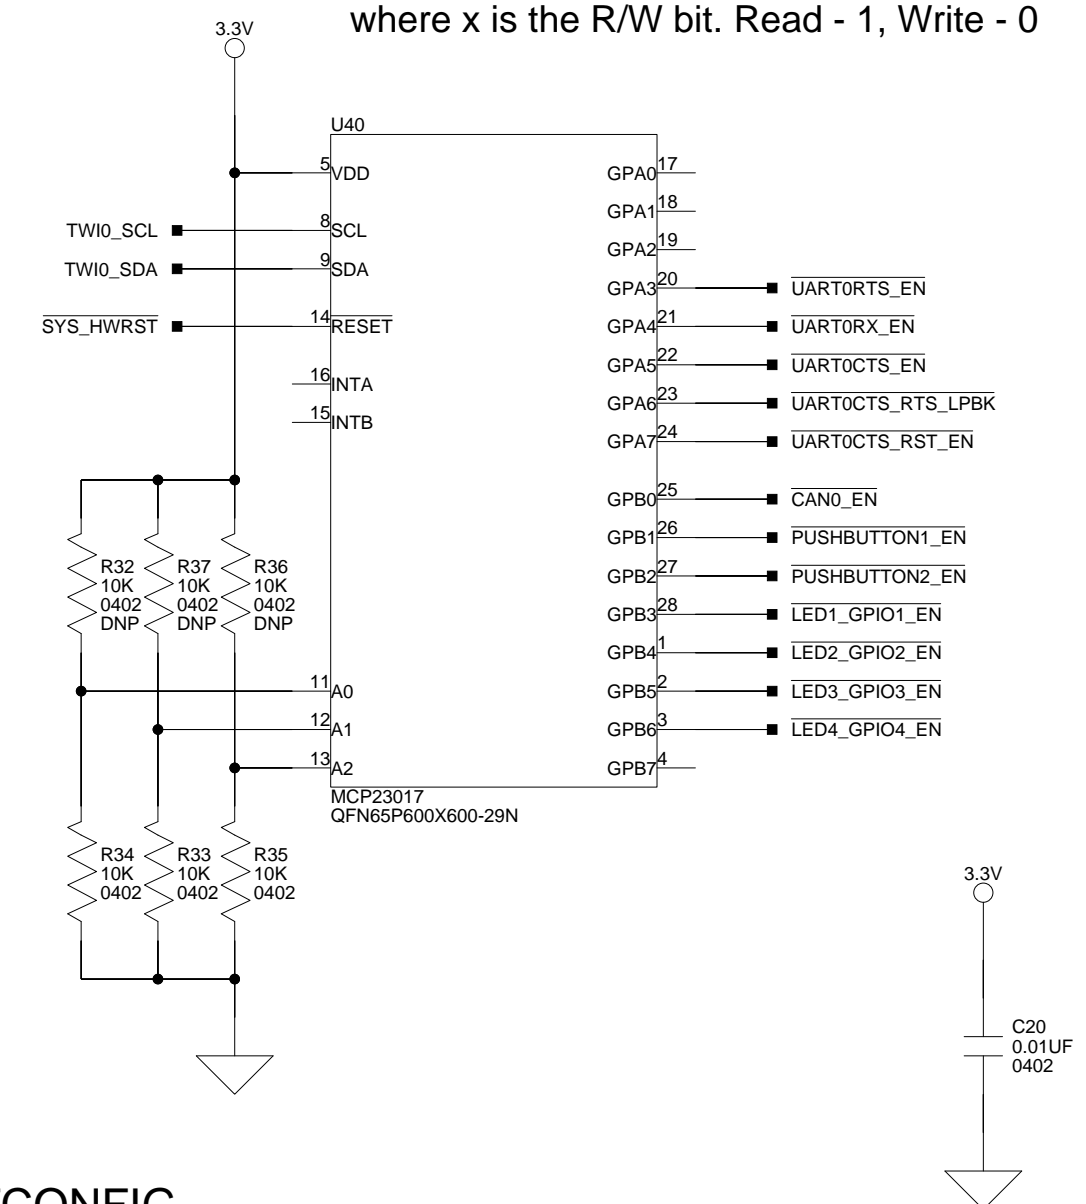 where x is the R/W bit. Read - 1, Write - 0
3.3V
U40
5 VDD
8 SCL
9 SDA
14 RESET
16 INTA
15 INTB
11 A0
12 A1
13 A2
TWI0_SCL
TWI0_SDA
SYS_HWRST
GPA0 17
GPA1 18
GPA2 19
GPA3 20 UART0RTS_EN
GPA4 21 UART0RX_EN
GPA5 22 UART0CTS_EN
GPA6 23 UART0CTS_RTS_LPBK
GPA7 24 UART0CTS_RST_EN
GPB0 25 CAN0_EN
GPB1 26 PUSHBUTTON1_EN
GPB2 27 PUSHBUTTON2_EN
GPB3 28 LED1_GPIO1_EN
GPB4 1 LED2_GPIO2_EN
GPB5 2 LED3_GPIO3_EN
GPB6 3 LED4_GPIO4_EN
GPB7 4
MCP23017
QFN65P600X600-29N
R32
10K
0402
DNP
R37
10K
0402
DNP
R36
10K
0402
DNP
R34
10K
0402
R33
10K
0402
R35
10K
0402
3.3V
C20
0.01UF
0402